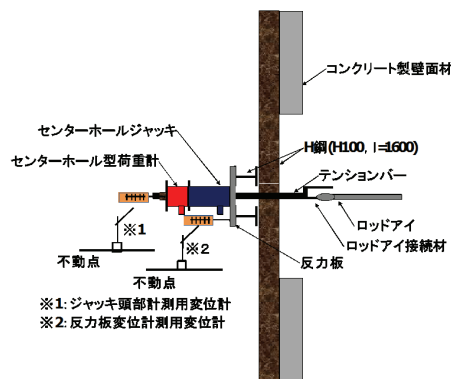 コンクリート製壁面材
センターホールジャッキ
H鋼(H100, l=1600)
センターホール型荷重計
テンションバー
ロッドアイ
※1
ロッドアイ接続材
※2
不動点
反力板
不動点
※1: ジャッキ頭部計測用変位計
※2: 反力板変位計測用変位計